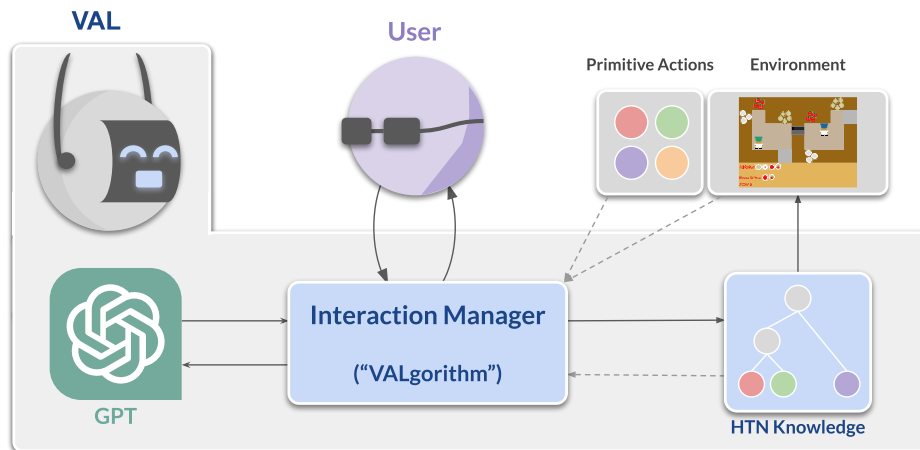 VAL
User
Primitive Actions
Environment
Interaction Manager
(“VALgorithm”)
GPT
HTN Knowledge